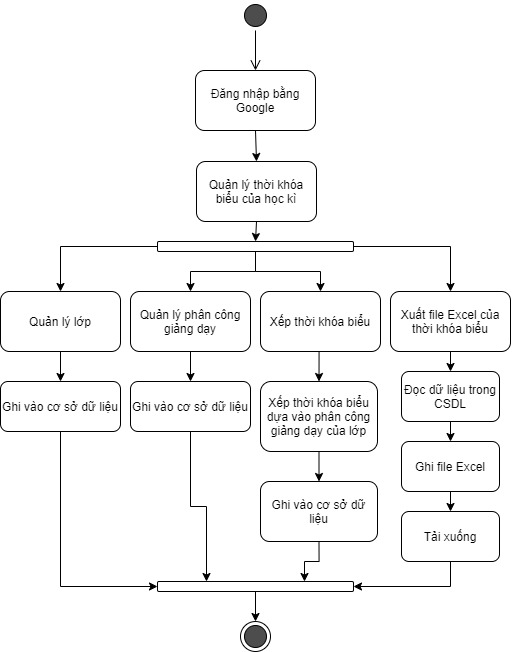 Đăng nhập bằng
Google
Quản lý thời khóa
biểu của học kì
Quản lý lớp
Quản lý phân công
giảng dạy
Xếp thời khóa biểu
Xuất file Excel của
thời khóa biểu
Ghi vào cơ sở dữ liệu
Ghi vào cơ sở dữ liệu
Xếp thời khóa biểu
dựa vào phân công
giảng dạy của lớp
Đọc dữ liệu trong
CSDL
Ghi file Excel
Ghi vào cơ sở dữ
liệu
Tải xuống